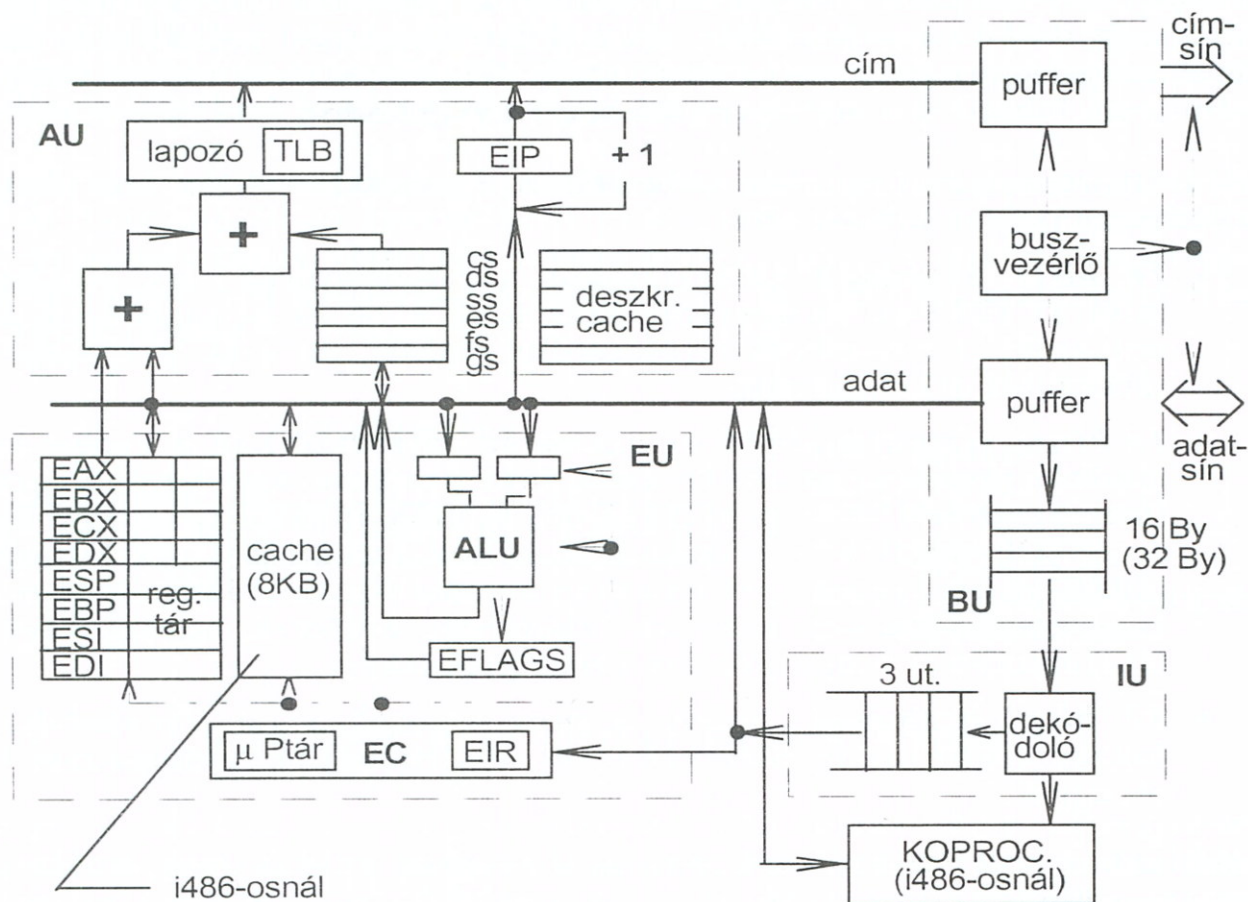 cím-
sín
cím
puffer
AU
lapozó
TLB
EIP
+ 1
+
+
cs
ds
ss
es
fs
gs
deszkr.
cache
busz-
vezérlő
adat
puffer
adat-
sín
EU
EAX
EBX
ECX
EDX
ESP
EBP
ESI
EDI
reg.
tár
cache
(8KB)
ALU
EFLAGS
16 By
(32 By)
BU
IU
3 ut.
dekó-
doló
μ Ptár
EC
EIR
KOPROC.
(i486-osnál)
i486-osnál